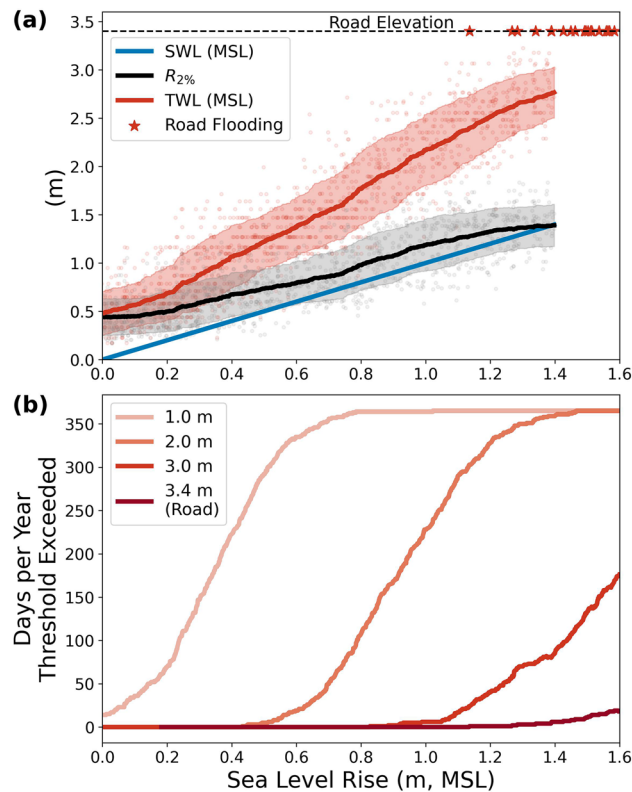 (a)
Road Elevation
3.5
3.0
2.5
2.0
1.5
1.0
0.5
0.0
(m)
SWL (MSL)
R2%
TWL (MSL)
Road Flooding
0.0 0.2 0.4 0.6 0.8 1.0 1.2 1.4 1.6
(b)
350
300
250
200
150
100
50
0
Days per Year
Threshold Exceeded
1.0 m
2.0 m
3.0 m
3.4 m
(Road)
0.0 0.2 0.4 0.6 0.8 1.0 1.2 1.4 1.6
Sea Level Rise (m, MSL)